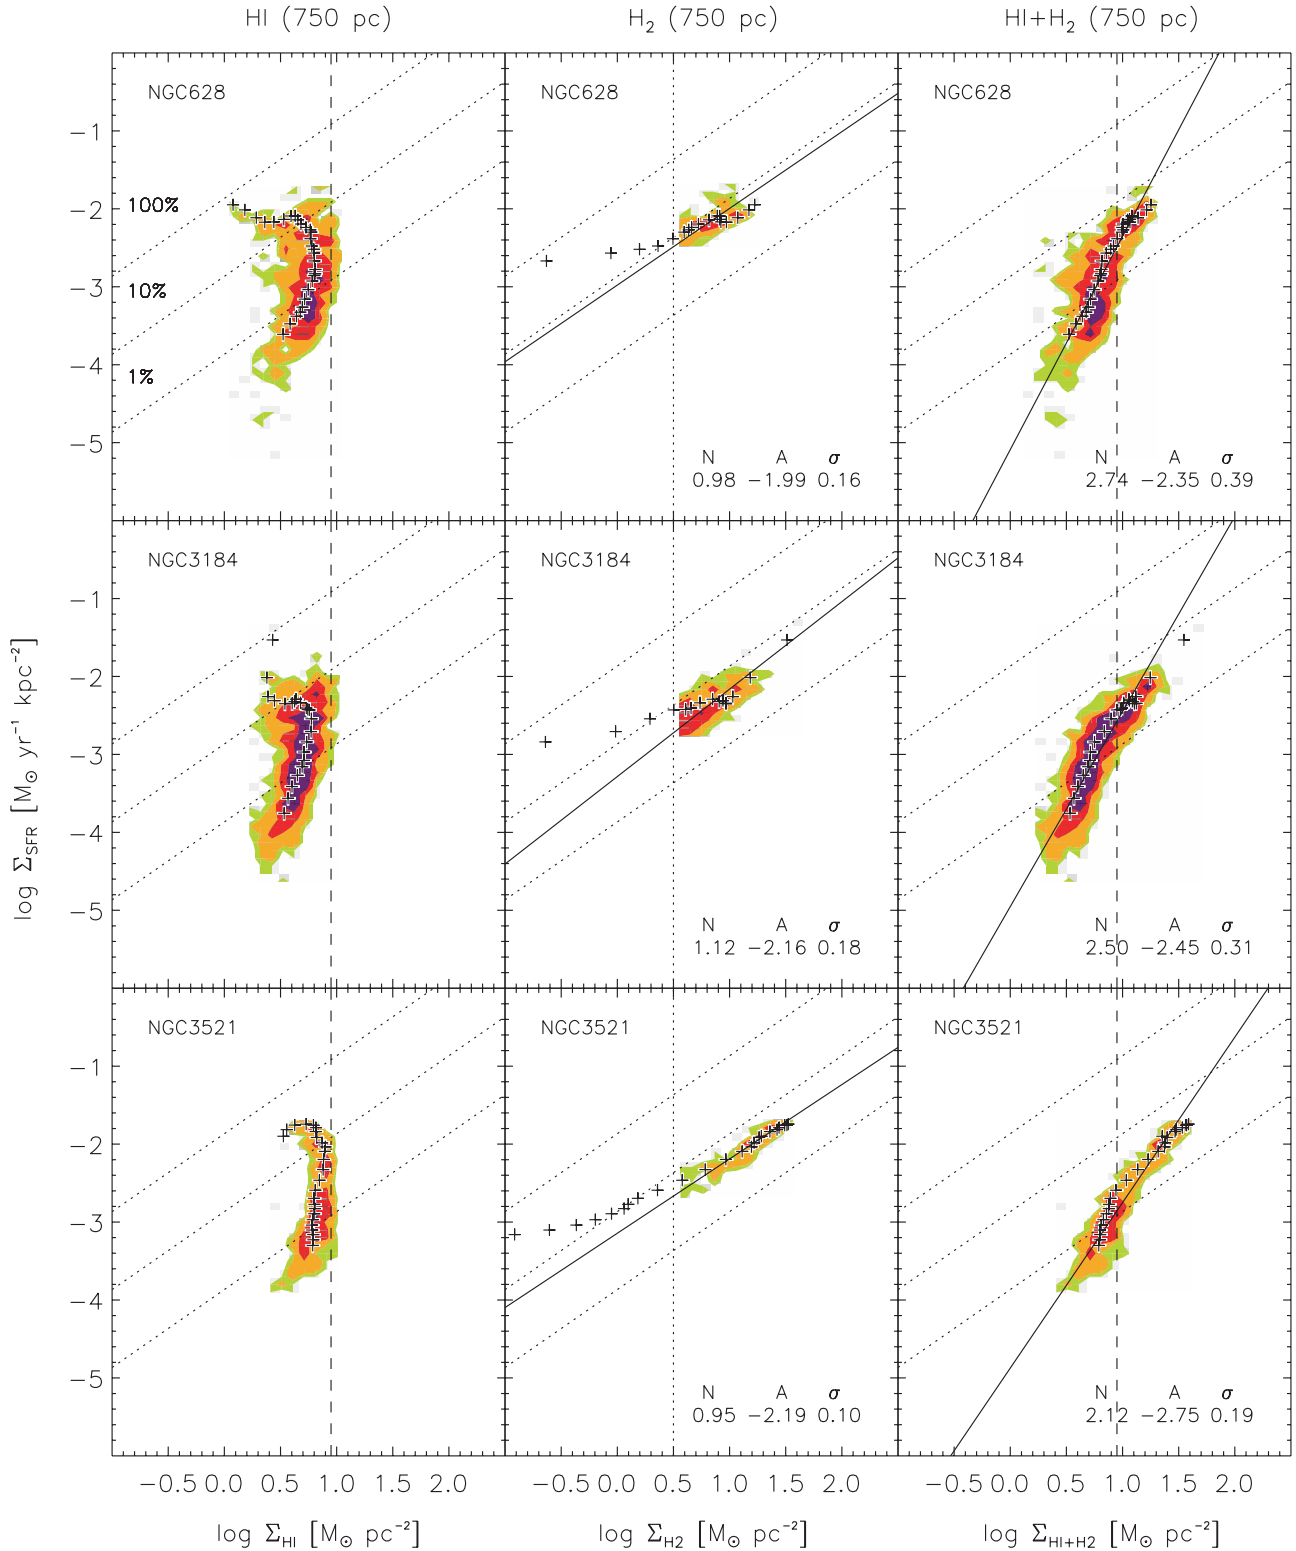 HI (750 pc) H₂ (750 pc) HI+H₂ (750 pc)
NGC628 NGC628 NGC628
−1
100%
−2
10%
−3
1%
−4
−5
N A σ N A σ
0.98 −1.99 0.16 2.74 −2.35 0.39
NGC3184 NGC3184 NGC3184
−1
−2
−3
−4
−5
log Σ_SFR [M⊙ yr⁻¹ kpc⁻²]
N A σ N A σ
1.12 −2.16 0.18 2.50 −2.45 0.31
NGC3521 NGC3521 NGC3521
−1
−2
−3
−4
−5
N A σ N A σ
0.95 −2.19 0.10 2.12 −2.75 0.19
−0.5 0.0 0.5 1.0 1.5 2.0 −0.5 0.0 0.5 1.0 1.5 2.0 −0.5 0.0 0.5 1.0 1.5 2.0
log Σ_HI [M⊙ pc⁻²] log Σ_H2 [M⊙ pc⁻²] log Σ_HI+H2 [M⊙ pc⁻²]